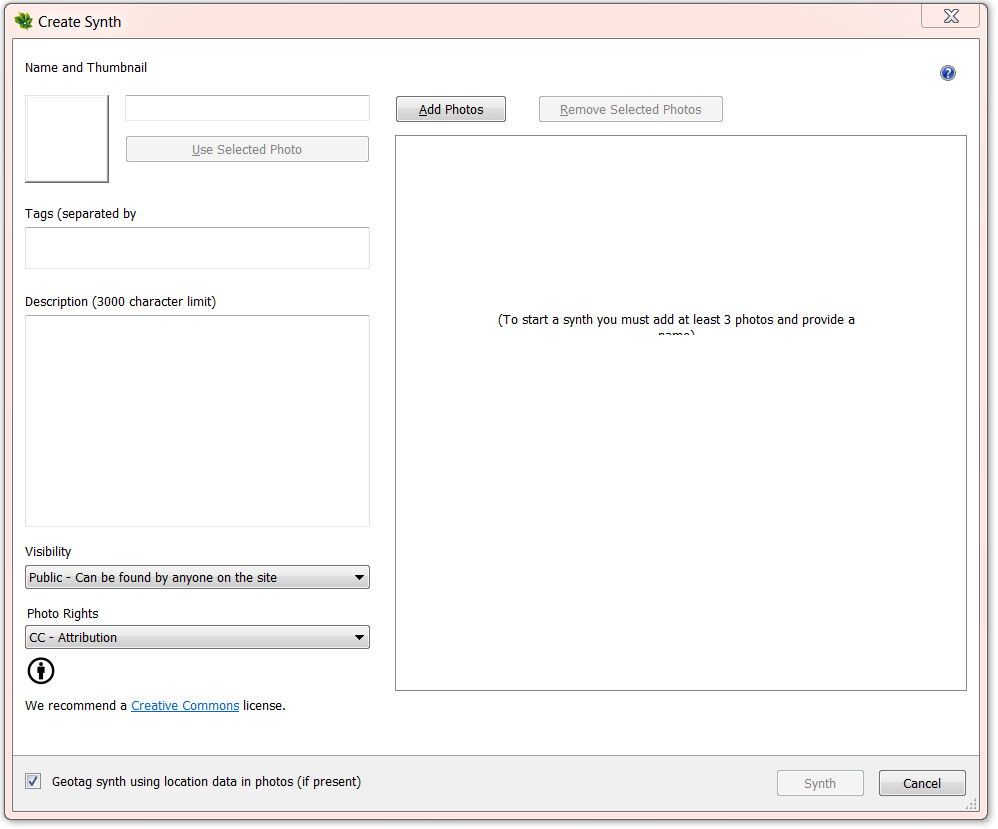 Create Synth
Name and Thumbnail
Add Photos
Remove Selected Photos
Use Selected Photo
Tags (separated by
Description (3000 character limit)
(To start a synth you must add at least 3 photos and provide a
name)
Visibility
Public - Can be found by anyone on the site
Photo Rights
CC - Attribution
We recommend a Creative Commons license.
Geotag synth using location data in photos (if present)
Synth
Cancel